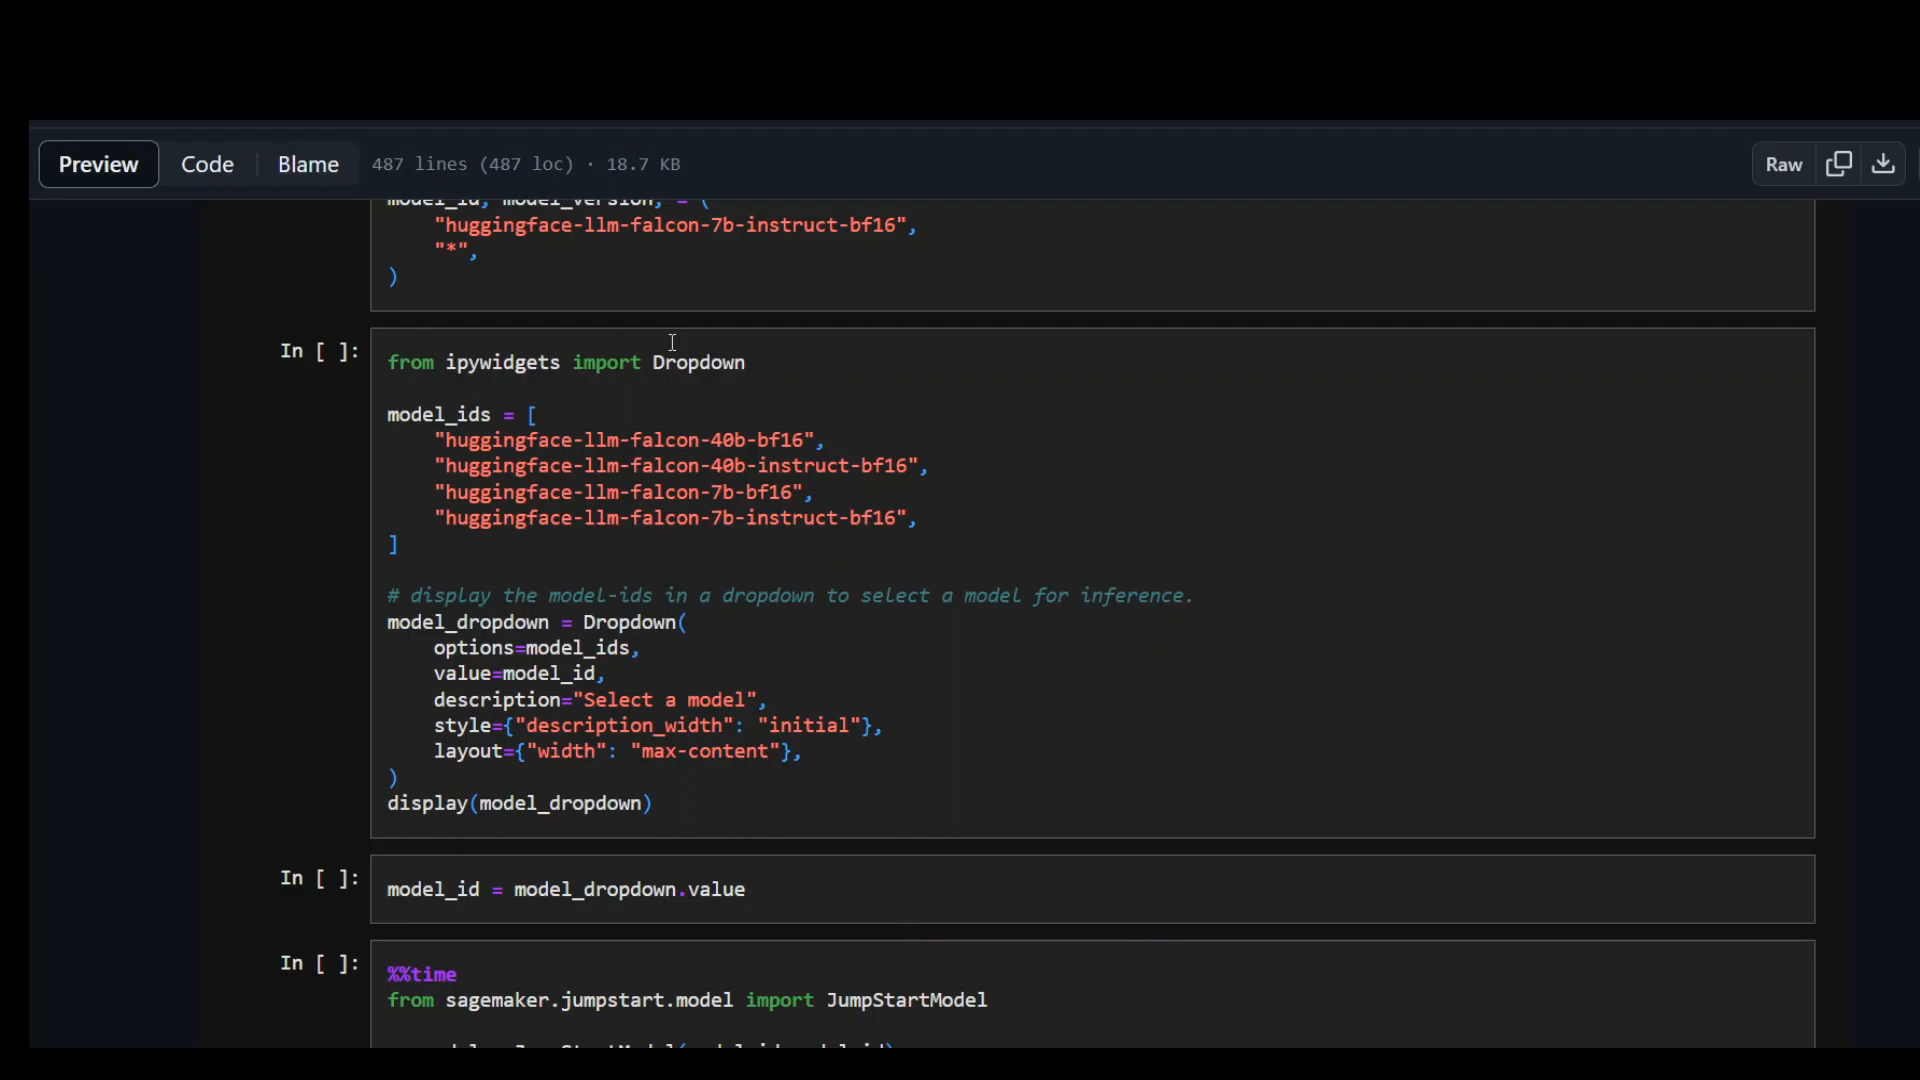 Preview Code Blame 487 lines (487 loc) · 18.7 KB Raw
model_id, model_version, = (
"huggingface-llm-falcon-7b-instruct-bf16",
"*",
)
In [ ]:
from ipywidgets import Dropdown
model_ids = [
"huggingface-llm-falcon-40b-bf16",
"huggingface-llm-falcon-40b-instruct-bf16",
"huggingface-llm-falcon-7b-bf16",
"huggingface-llm-falcon-7b-instruct-bf16",
]
# display the model-ids in a dropdown to select a model for inference.
model_dropdown = Dropdown(
options=model_ids,
value=model_id,
description="Select a model",
style={"description_width": "initial"},
layout={"width": "max-content"},
)
display(model_dropdown)
In [ ]:
model_id = model_dropdown.value
In [ ]:
%%time
from sagemaker.jumpstart.model import JumpStartModel